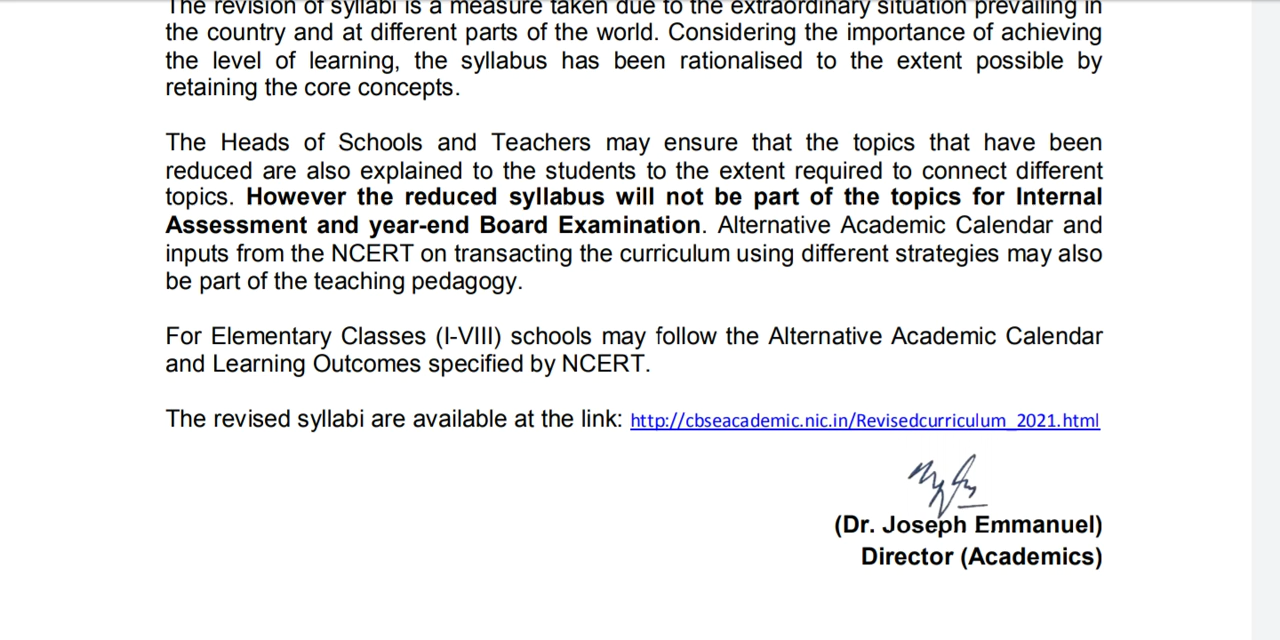 The revision of syllabi is a measure taken due to the extraordinary situation prevailing in
the country and at different parts of the world. Considering the importance of achieving
the level of learning, the syllabus has been rationalised to the extent possible by
retaining the core concepts.
The Heads of Schools and Teachers may ensure that the topics that have been
reduced are also explained to the students to the extent required to connect different
topics. However the reduced syllabus will not be part of the topics for Internal
Assessment and year-end Board Examination. Alternative Academic Calendar and
inputs from the NCERT on transacting the curriculum using different strategies may also
be part of the teaching pedagogy.
For Elementary Classes (I-VIII) schools may follow the Alternative Academic Calendar
and Learning Outcomes specified by NCERT.
The revised syllabi are available at the link: http://cbseacademic.nic.in/Revisedcurriculum_2021.html
(Dr. Joseph Emmanuel)
Director (Academics)